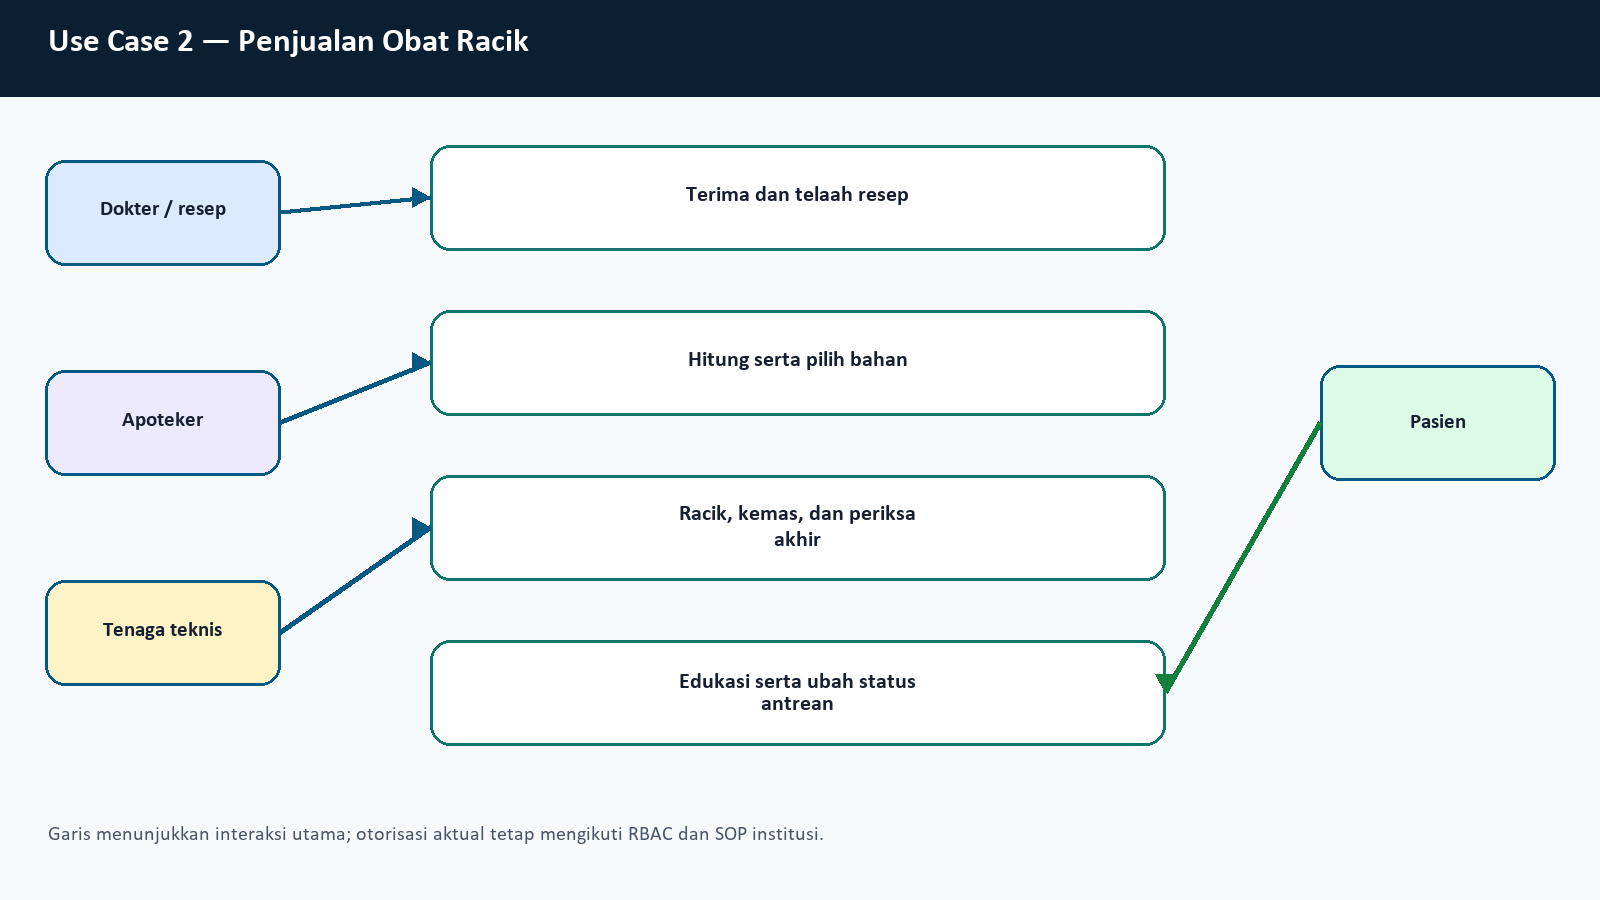 Use Case 2 — Penjualan Obat Racik
Dokter / resep
Terima dan telaah resep
Apoteker
Hitung serta pilih bahan
Tenaga teknis
Racik, kemas, dan periksa
akhir
Edukasi serta ubah status
antrean
Pasien
Garis menunjukkan interaksi utama; otorisasi aktual tetap mengikuti RBAC dan SOP institusi.